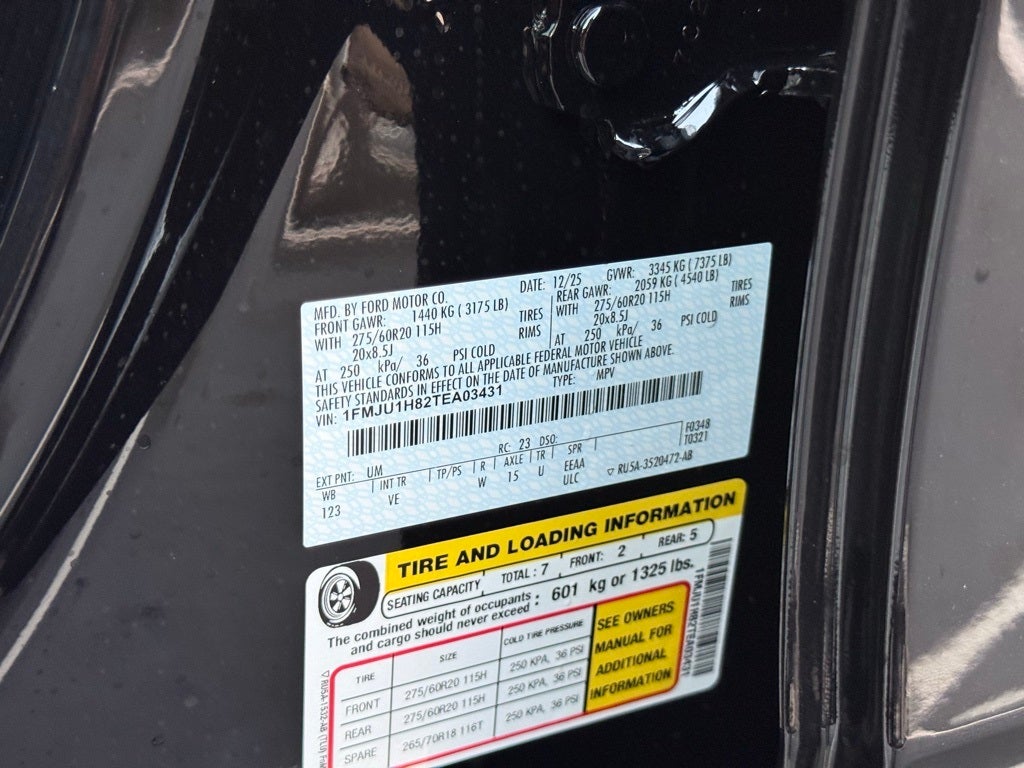 MFD. BY FORD MOTOR CO. DATE: 12/25 GVWR: 3345 KG ( 7375 LB)
FRONT GAWR: 1440 KG ( 3175 LB) REAR GAWR: 2059 KG ( 4540 LB)
WITH 275/60R20 115H TIRES WITH 275/60R20 115H TIRES
20x8.5J RIMS 20x8.5J RIMS
AT 250 kPa/ 36 PSI COLD AT 250 kPa/ 36 PSI COLD
THIS VEHICLE CONFORMS TO ALL APPLICABLE FEDERAL MOTOR VEHICLE
SAFETY STANDARDS IN EFFECT ON THE DATE OF MANUFACTURE SHOWN ABOVE.
VIN: 1FMJU1H82TEA03431 TYPE: MPV
EXT PNT: UM RC: 23 DSO: F0348
WB INT TR TP/PS R AXLE TR SPR T0321
123 VE W 15 U EEAA ▽ RU5A-3520472-AB
ULC
TIRE AND LOADING INFORMATION
SEATING CAPACITY TOTAL : 7 FRONT: 2 REAR: 5
The combined weight of occupants and cargo should never exceed : 601 kg or 1325 lbs.
TIRE SIZE COLD TIRE PRESSURE
FRONT 275/60R20 115H 250 KPA, 36 PSI
REAR 275/60R20 115H 250 KPA, 36 PSI
SPARE 265/70R18 116T 250 KPA, 36 PSI
SEE OWNERS
MANUAL FOR
ADDITIONAL
INFORMATION
1FMJU1H82TEA03431
▽ RU5A-1532-AB (TLU)